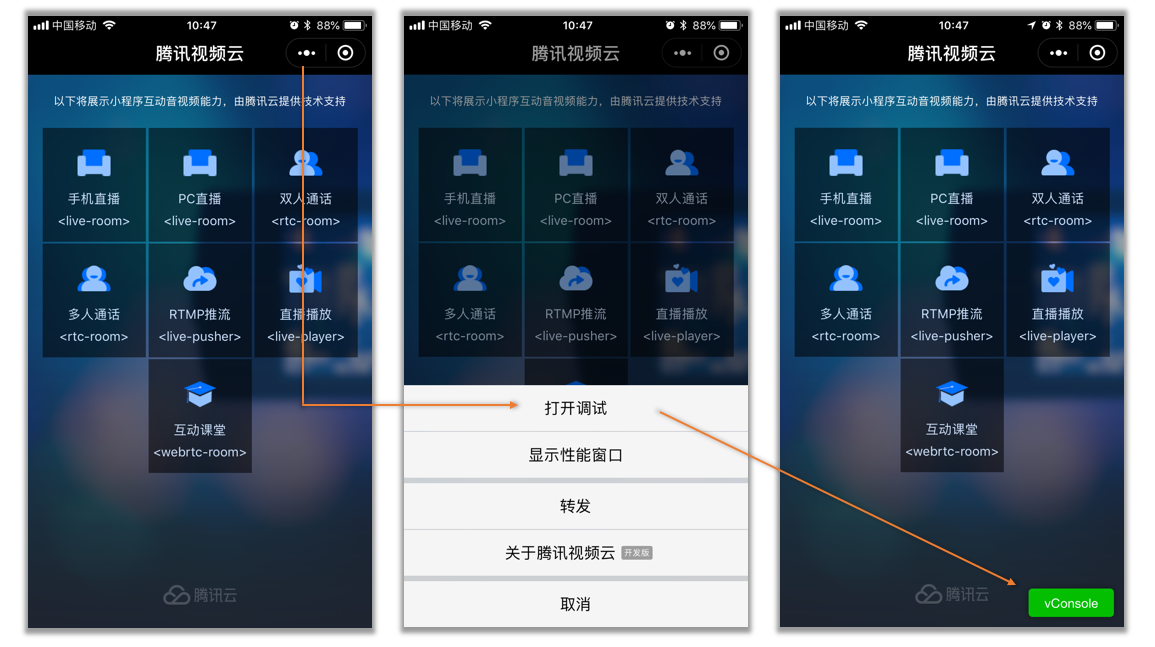 中国移动 10:47 88%
腾讯视频云
以下将展示小程序互动音视频能力，由腾讯云提供技术支持
手机直播 PC直播 双人通话
<live-room> <live-room> <rtc-room>
多人通话 RTMP推流 直播播放
<rtc-room> <live-pusher> <live-player>
互动课堂
<webrtc-room>
腾讯云
中国移动 10:47 88%
腾讯视频云
以下将展示小程序互动音视频能力，由腾讯云提供技术支持
手机直播 PC直播 双人通话
<live-room> <live-room> <rtc-room>
多人通话 RTMP推流 直播播放
<rtc-room> <live-pusher> <live-player>
打开调试
显示性能窗口
转发
关于腾讯视频云 开发版
取消
中国移动 10:47 88%
腾讯视频云
以下将展示小程序互动音视频能力，由腾讯云提供技术支持
手机直播 PC直播 双人通话
<live-room> <live-room> <rtc-room>
多人通话 RTMP推流 直播播放
<rtc-room> <live-pusher> <live-player>
互动课堂
<webrtc-room>
腾讯云
vConsole